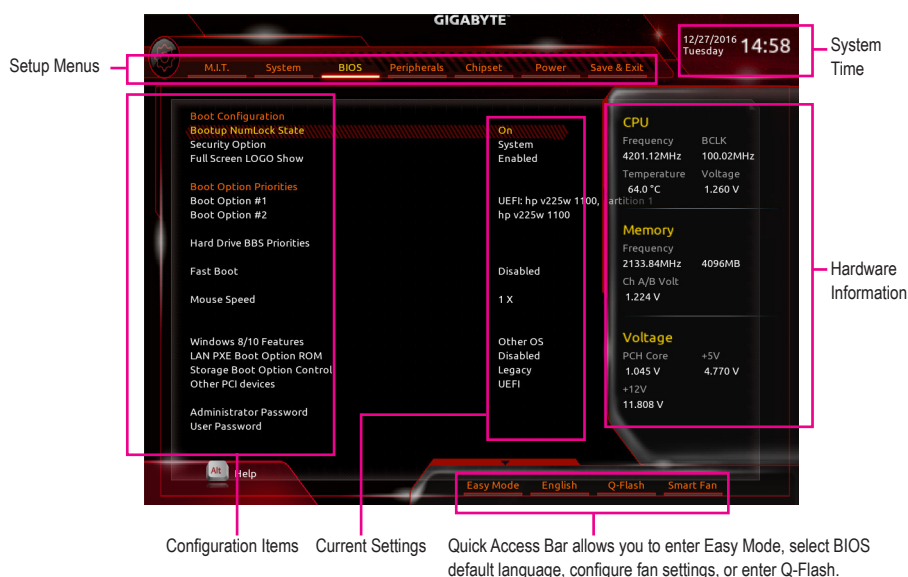 GIGABYTE
12/27/2016 14:58
Tuesday
System
Time
Setup Menus
M.I.T. System BIOS Peripherals Chipset Power Save & Exit
Boot Configuration
Bootup NumLock State On
Security Option System
Full Screen LOGO Show Enabled
Boot Option Priorities
Boot Option #1 UEFI: hp v225w 1100, Partition 1
Boot Option #2 hp v225w 1100
Hard Drive BBS Priorities
Fast Boot Disabled
Mouse Speed 1 X
Windows 8/10 Features Other OS
LAN PXE Boot Option ROM Disabled
Storage Boot Option Control Legacy
Other PCI devices UEFI
Administrator Password
User Password
CPU
Frequency BCLK
4201.12MHz 100.02MHz
Temperature Voltage
64.0 °C 1.260 V
Memory
Frequency
2133.84MHz 4096MB
Ch A/B Volt
1.224 V
Voltage
PCH Core +5V
1.045 V 4.770 V
+12V
11.808 V
Hardware
Information
Alt Help
Easy Mode English Q-Flash Smart Fan
Configuration Items
Current Settings
Quick Access Bar allows you to enter Easy Mode, select BIOS
default language, configure fan settings, or enter Q-Flash.